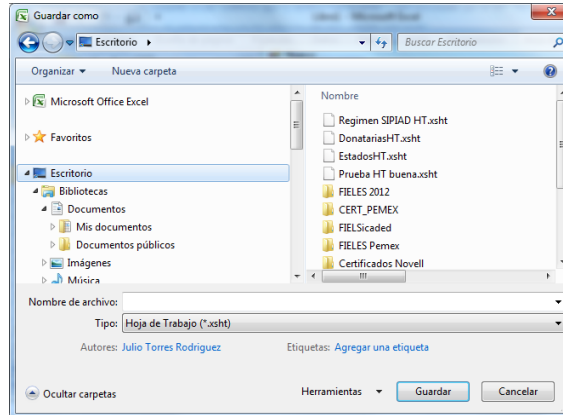 Guardar como
Escritorio
Buscar Escritorio
Organizar
Nueva carpeta
Microsoft Office Excel
Favoritos
Escritorio
Bibliotecas
Documentos
Mis documentos
Documentos públicos
Imágenes
Música
Nombre
Regimen SIPIAD HT.xsht
DonatariasHT.xsht
EstadosHT.xsht
Prueba HT buena.xsht
FIELES 2012
CERT_PEMEX
FIELSicaded
FIELES Pemex
Certificados Novell
Nombre de archivo:
Tipo: Hoja de Trabajo (*.xsht)
Autores: Julio Torres Rodriguez Etiquetas: Agregar una etiqueta
Ocultar carpetas Herramientas Guardar Cancelar